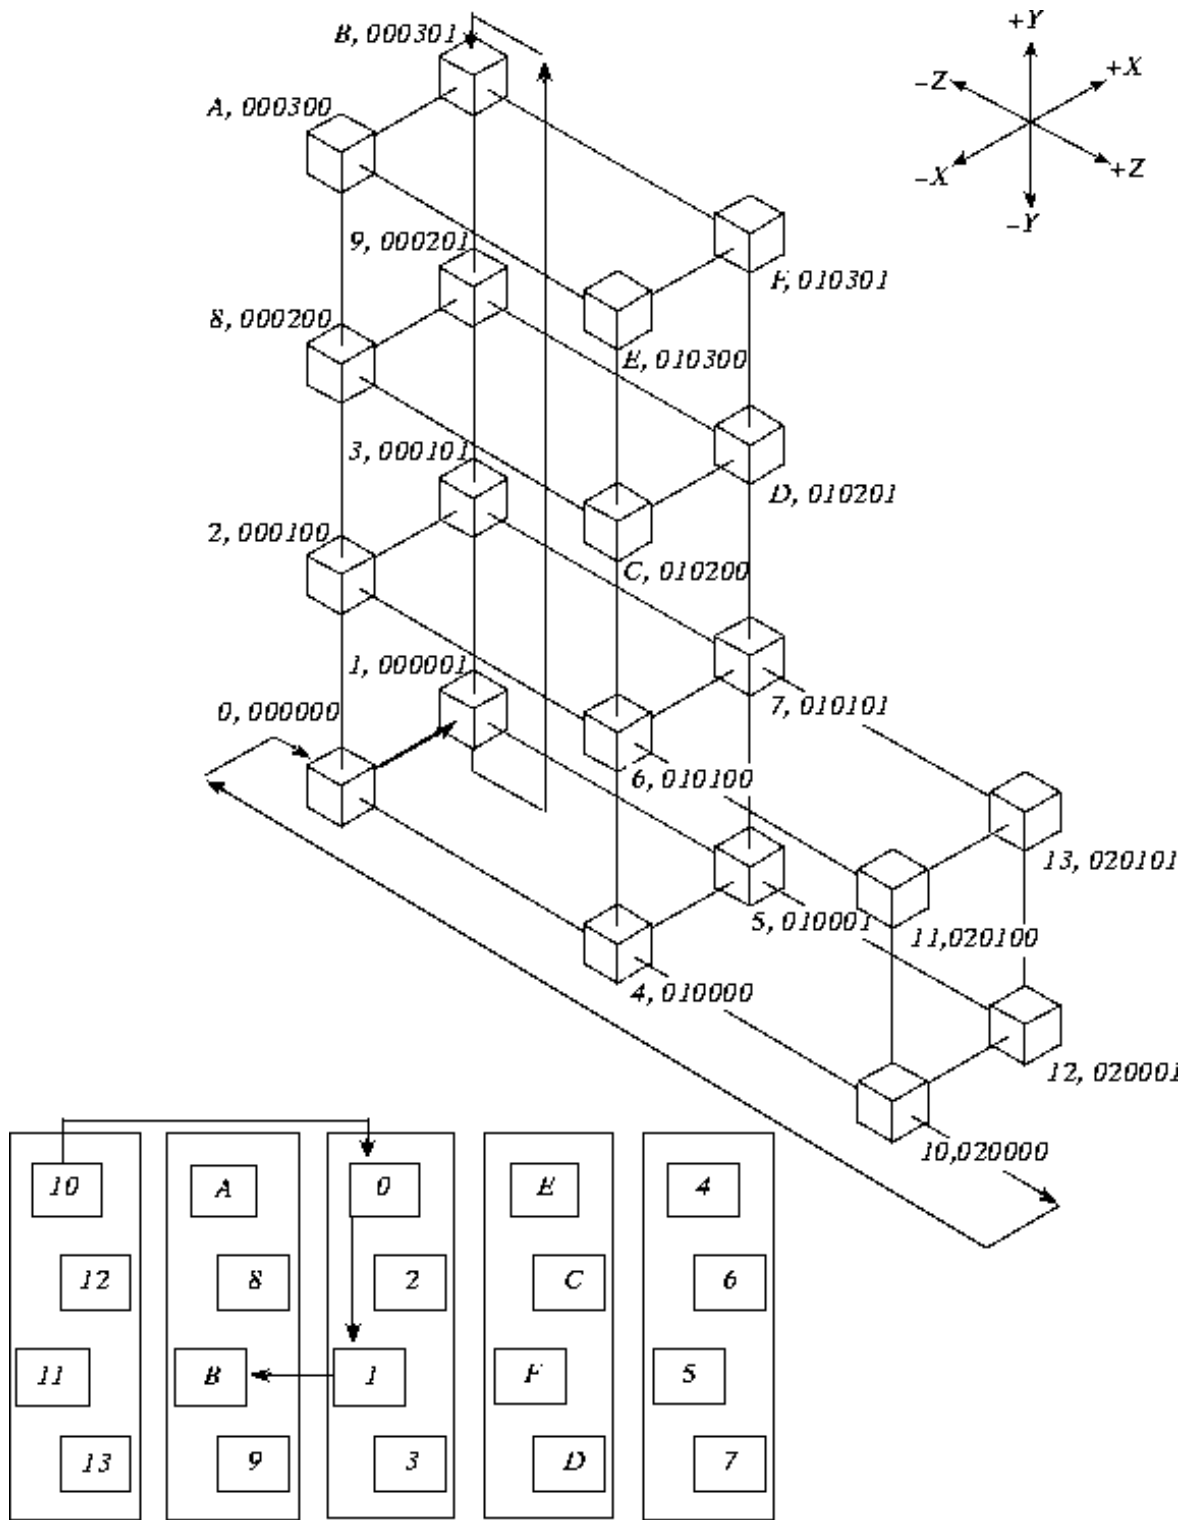 +Y
B, 000301
+X
-Z
A, 000300
-X
+Z
-Y
9, 000201
F, 010301
8, 000200
E, 010300
3, 000101
D, 010201
2, 000100
C, 010200
1, 000001
0, 000000
7, 010101
6, 010100
13, 020101
5, 010001
11,020100
4, 010000
12, 020001
10,020000
10 A 0 E 4
12 8 2 C 6
11 B 1 F 5
13 9 3 D 7